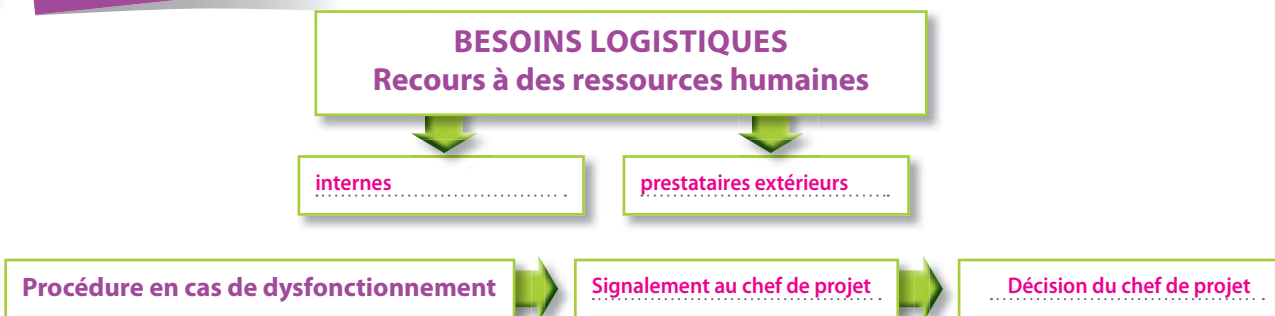 BESOINS LOGISTIQUES
Recours à des ressources humaines
internes
prestataires extérieurs
Procédure en cas de dysfonctionnement
Signalement au chef de projet
Décision du chef de projet